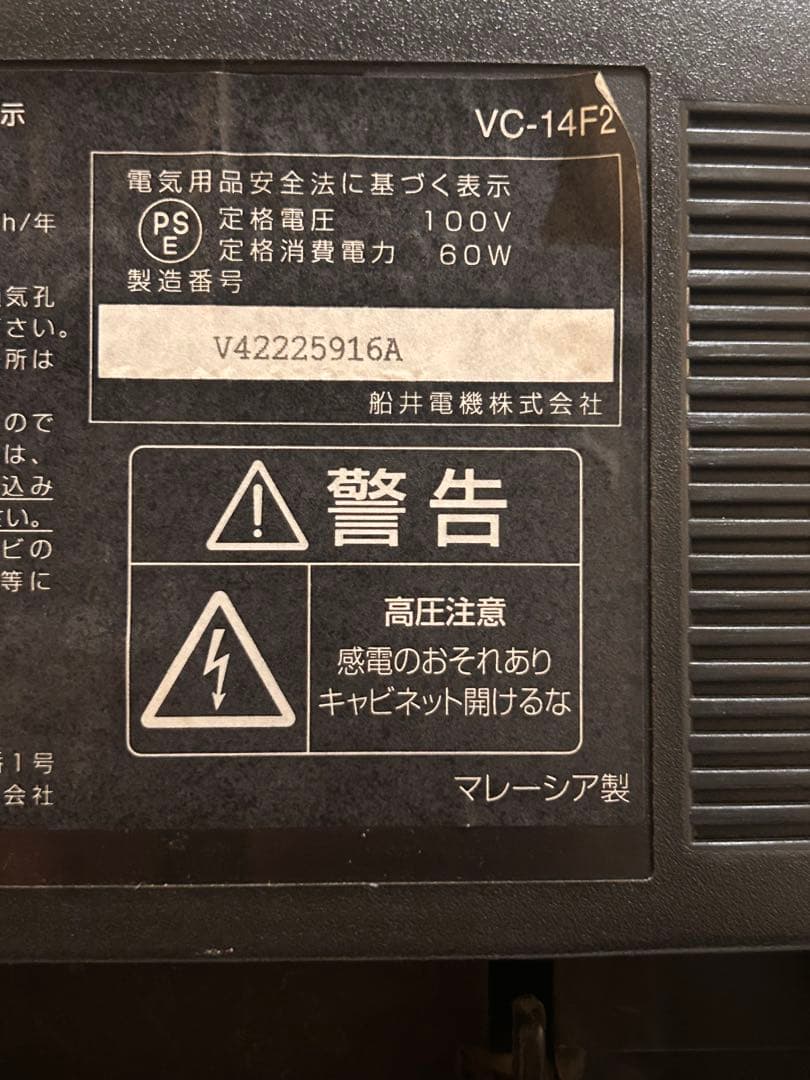 示
VC-14F2
電気用品安全法に基づく表示
PS
E
定格電圧 100V
定格消費電力 60W
製造番号
V42225916A
船井電機株式会社
h/年
気孔
さい。
所は
ので
は、
込み
い。
ビの
等に
警告
高圧注意
感電のおそれあり
キャビネット開けるな
1号
会社
マレーシア製